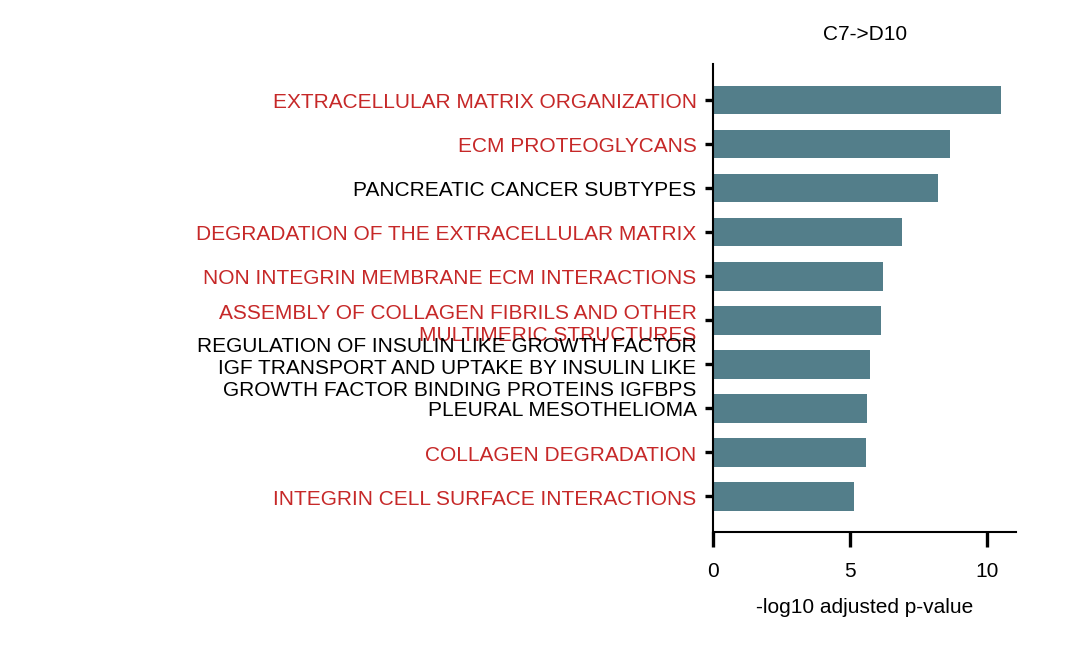 C7->D10
EXTRACELLULAR MATRIX ORGANIZATION
ECM PROTEOGLYCANS
PANCREATIC CANCER SUBTYPES
DEGRADATION OF THE EXTRACELLULAR MATRIX
NON INTEGRIN MEMBRANE ECM INTERACTIONS
ASSEMBLY OF COLLAGEN FIBRILS AND OTHER
MULTIMERIC STRUCTURES
REGULATION OF INSULIN LIKE GROWTH FACTOR
IGF TRANSPORT AND UPTAKE BY INSULIN LIKE
GROWTH FACTOR BINDING PROTEINS IGFBPS
PLEURAL MESOTHELIOMA
COLLAGEN DEGRADATION
INTEGRIN CELL SURFACE INTERACTIONS
0 5 10
-log10 adjusted p-value